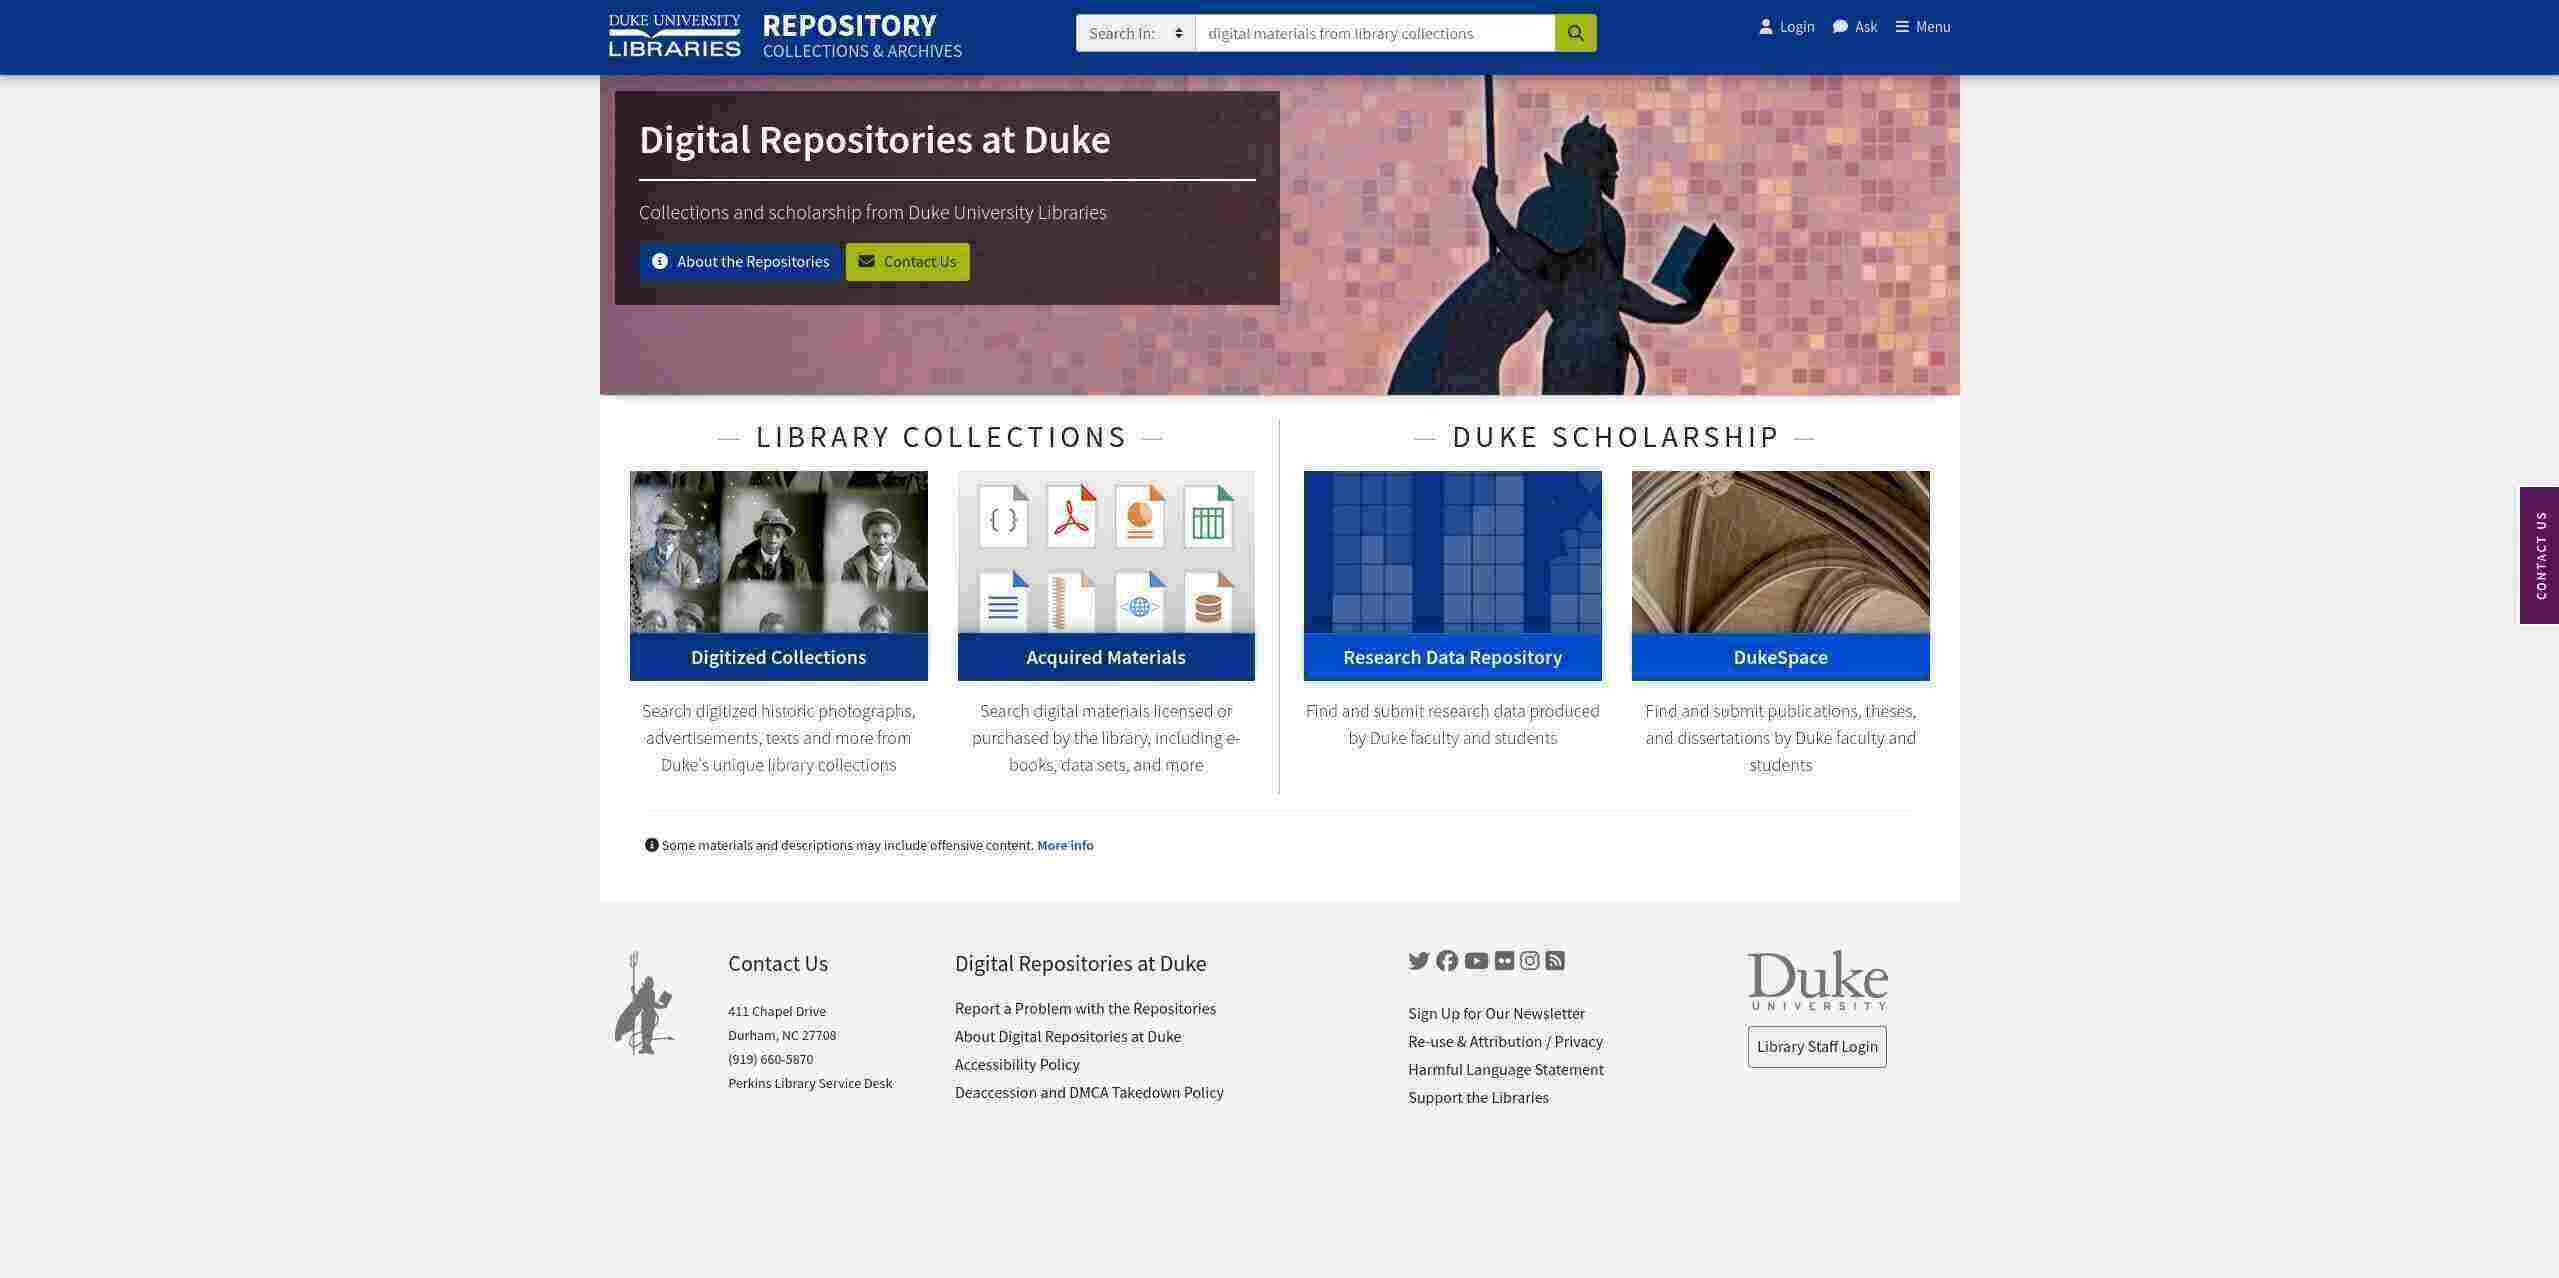 DUKE UNIVERSITY
LIBRARIES
REPOSITORY
COLLECTIONS & ARCHIVES
Search In:
digital materials from library collections
Login
Ask
Menu
Digital Repositories at Duke
Collections and scholarship from Duke University Libraries
About the Repositories
Contact Us
LIBRARY COLLECTIONS
DUKE SCHOLARSHIP
Digitized Collections
Search digitized historic photographs,
advertisements, texts and more from
Duke's unique library collections
Acquired Materials
Search digital materials licensed or
purchased by the library, including e-
books, data sets, and more
Research Data Repository
Find and submit research data produced
by Duke faculty and students
DukeSpace
Find and submit publications, theses,
and dissertations by Duke faculty and
students
CONTACT US
Some materials and descriptions may include offensive content. More info
Contact Us
411 Chapel Drive
Durham, NC 27708
(919) 660-5870
Perkins Library Service Desk
Digital Repositories at Duke
Report a Problem with the Repositories
About Digital Repositories at Duke
Accessibility Policy
Deaccession and DMCA Takedown Policy
Sign Up for Our Newsletter
Re-use & Attribution / Privacy
Harmful Language Statement
Support the Libraries
Duke
UNIVERSITY
Library Staff Login